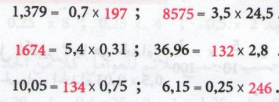 1,379 = 0,7 × 197 ; 8575 = 3,5 × 24,5
1674 = 5,4 × 0,31 ; 36,96 = 132 × 2,8
10,05 = 134 × 0,75 ; 6,15 = 0,25 × 246